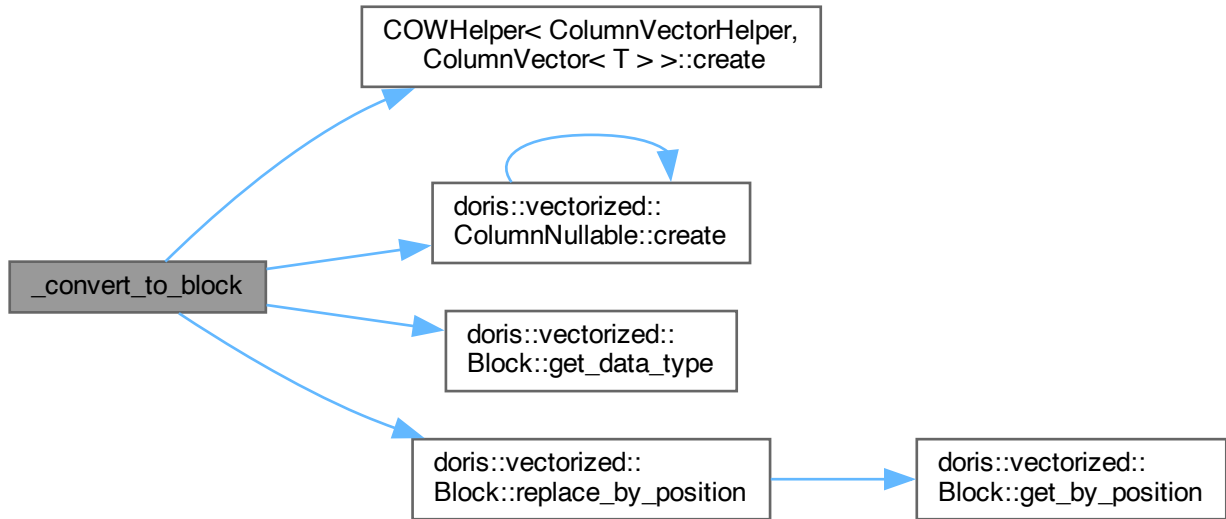 COWHelper< ColumnVectorHelper,
ColumnVector< T > >::create
doris::vectorized::
ColumnNullable::create
_convert_to_block
doris::vectorized::
Block::get_data_type
doris::vectorized::
Block::replace_by_position
doris::vectorized::
Block::get_by_position